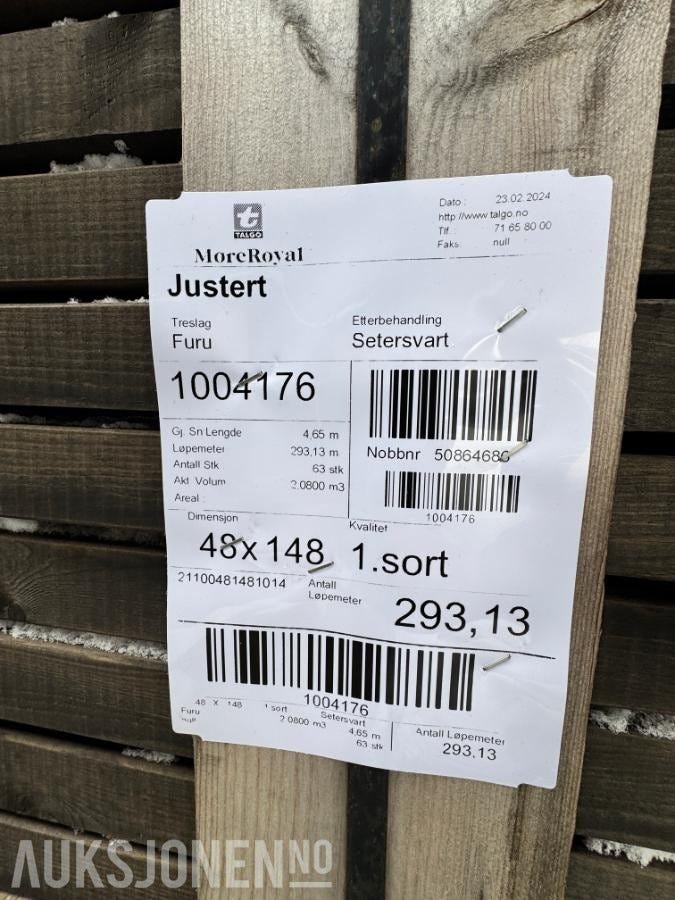 TALGO
MoreRoyal
Dato : 23.02.2024
http://www.talgo.no
Tlf. : 71 65 80 00
Faks : null
Justert
Treslag
Furu
Etterbehandling
Setersvart
1004176
Gj. Sn Lengde 4,65 m
Løpemeter 293,13 m
Antall Stk 63 stk
Akt. Volum 2.0800 m3
Areal :
Nobbnr 50864686
1004176
Dimensjon
48x148
Kvalitet
1.sort
21100481481014
Antall
Løpemeter
293,13
1004176
48 X 148 1 sort Setersvart
Furu 2.0800 m3 4,65 m
null 63 stk
Antall Løpemeter
293,13
AUKSJONEN.NO